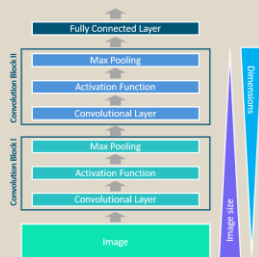 Fully Connected Layer
Convolution Block II
Max Pooling
Activation Function
Convolutional Layer
Convolution Block I
Max Pooling
Activation Function
Convolutional Layer
Image
Image size
Dimensions